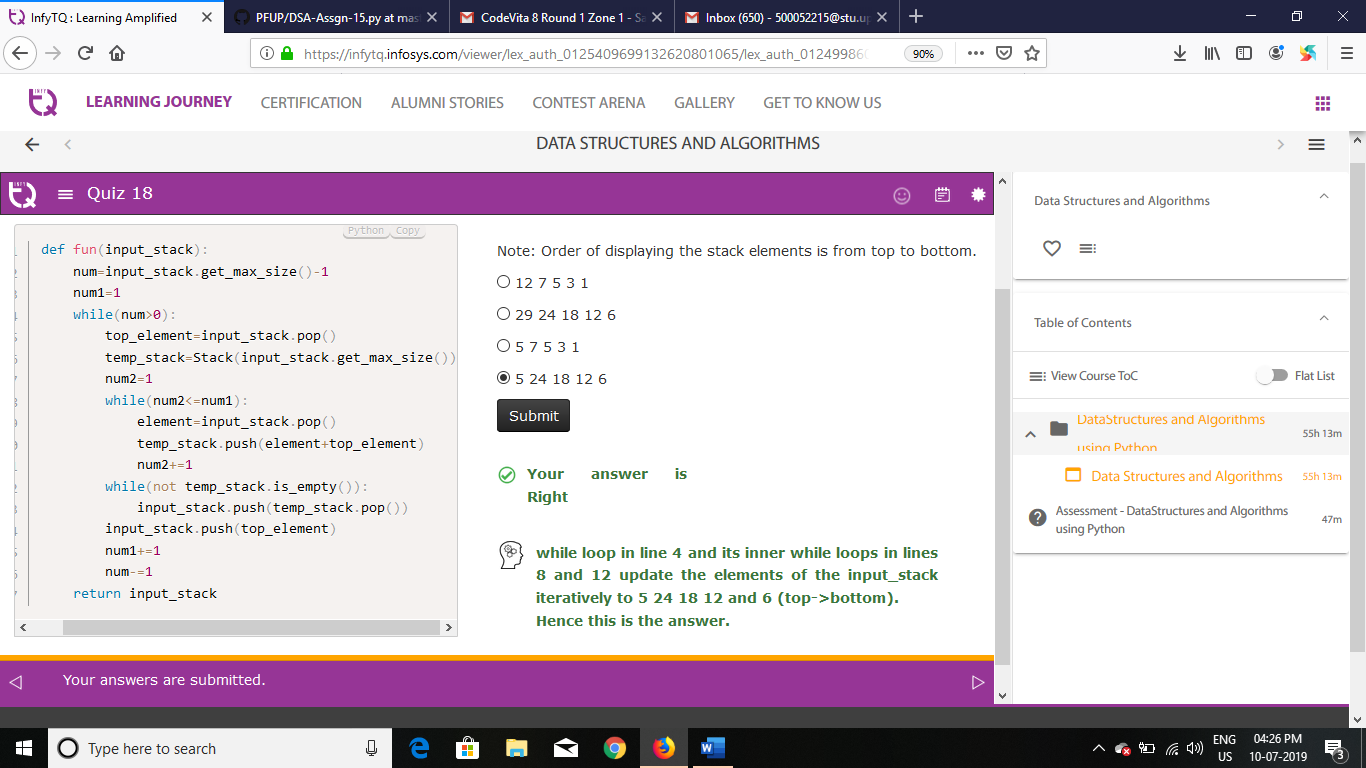 InfyTQ : Learning Amplified
PFUP/DSA-Assgn-15.py at mas
CodeVita 8 Round 1 Zone 1 - Sa
Inbox (650) - 500052215@stu.up
https://infytq.infosys.com/viewer/lex_auth_0125409699132620801065/lex_auth_01249986
90%
INFY TQ
LEARNING JOURNEY
CERTIFICATION
ALUMNI STORIES
CONTEST ARENA
GALLERY
GET TO KNOW US
DATA STRUCTURES AND ALGORITHMS
Quiz 18
Python Copy
def fun(input_stack):
num=input_stack.get_max_size()-1
num1=1
while(num>0):
top_element=input_stack.pop()
temp_stack=Stack(input_stack.get_max_size())
num2=1
while(num2<=num1):
element=input_stack.pop()
temp_stack.push(element+top_element)
num2+=1
while(not temp_stack.is_empty()):
input_stack.push(temp_stack.pop())
input_stack.push(top_element)
num1+=1
num-=1
return input_stack
Note: Order of displaying the stack elements is from top to bottom.
12 7 5 3 1
29 24 18 12 6
5 7 5 3 1
5 24 18 12 6
Submit
Your answer is
Right
while loop in line 4 and its inner while loops in lines
8 and 12 update the elements of the input_stack
iteratively to 5 24 18 12 and 6 (top->bottom).
Hence this is the answer.
Your answers are submitted.
Data Structures and Algorithms
Table of Contents
View Course ToC
Flat List
DataStructures and Algorithms
using Python
55h 13m
Data Structures and Algorithms
55h 13m
Assessment - DataStructures and Algorithms
using Python
47m
Type here to search
ENG
US
04:26 PM
10-07-2019
3